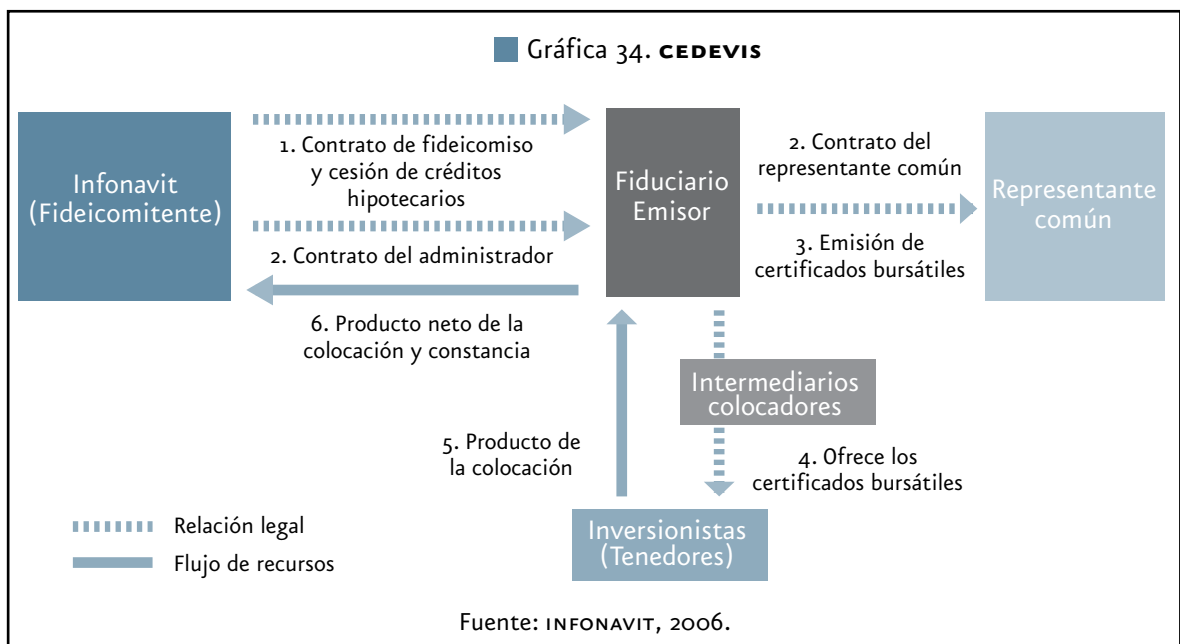 Gráfica 34. CEDEVIS
Infonavit
(Fideicomitente)
1. Contrato de fideicomiso
y cesión de créditos
hipotecarios
2. Contrato del administrador
6. Producto neto de la
colocación y constancia
Fiduciario
Emisor
2. Contrato del
representante común
3. Emisión de
certificados bursátiles
Representante
común
Intermediarios
colocadores
5. Producto de
la colocación
4. Ofrece los
certificados bursátiles
Inversionistas
(Tenedores)
Relación legal
Flujo de recursos
Fuente: INFONAVIT, 2006.